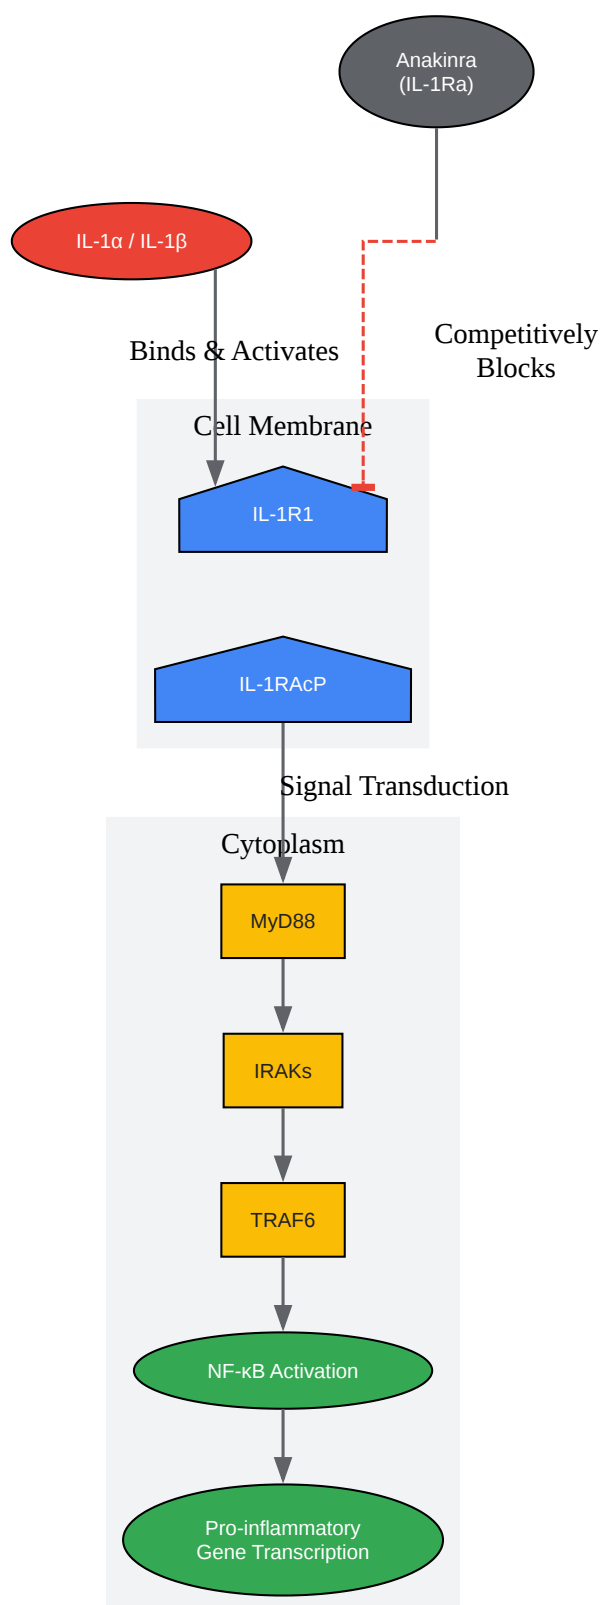 Anakinra
(IL-1Ra)
IL-1α / IL-1β
Binds & Activates
Competitively
Blocks
Cell Membrane
IL-1R1
IL-1RAcP
Signal Transduction
Cytoplasm
MyD88
IRAKs
TRAF6
NF-κB Activation
Pro-inflammatory
Gene Transcription